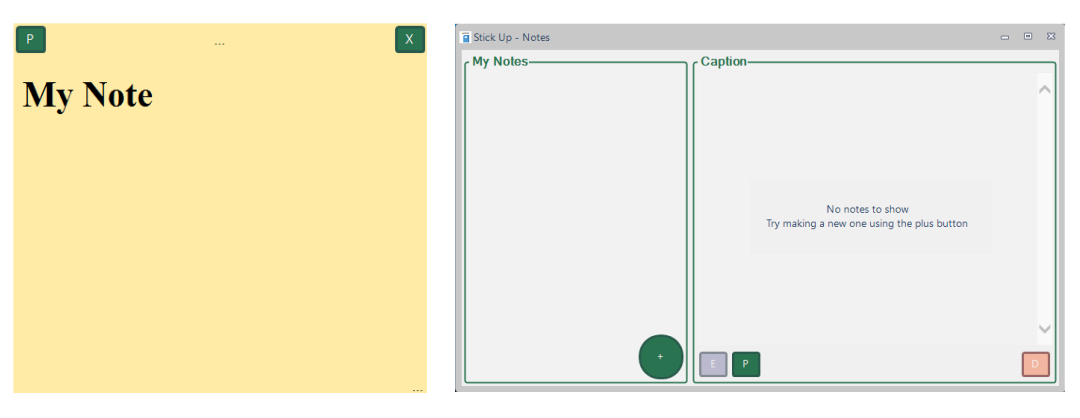 P
...
X
My Note
...
Stick Up - Notes
My Notes
Caption
No notes to show
Try making a new one using the plus button
+
E
P
D